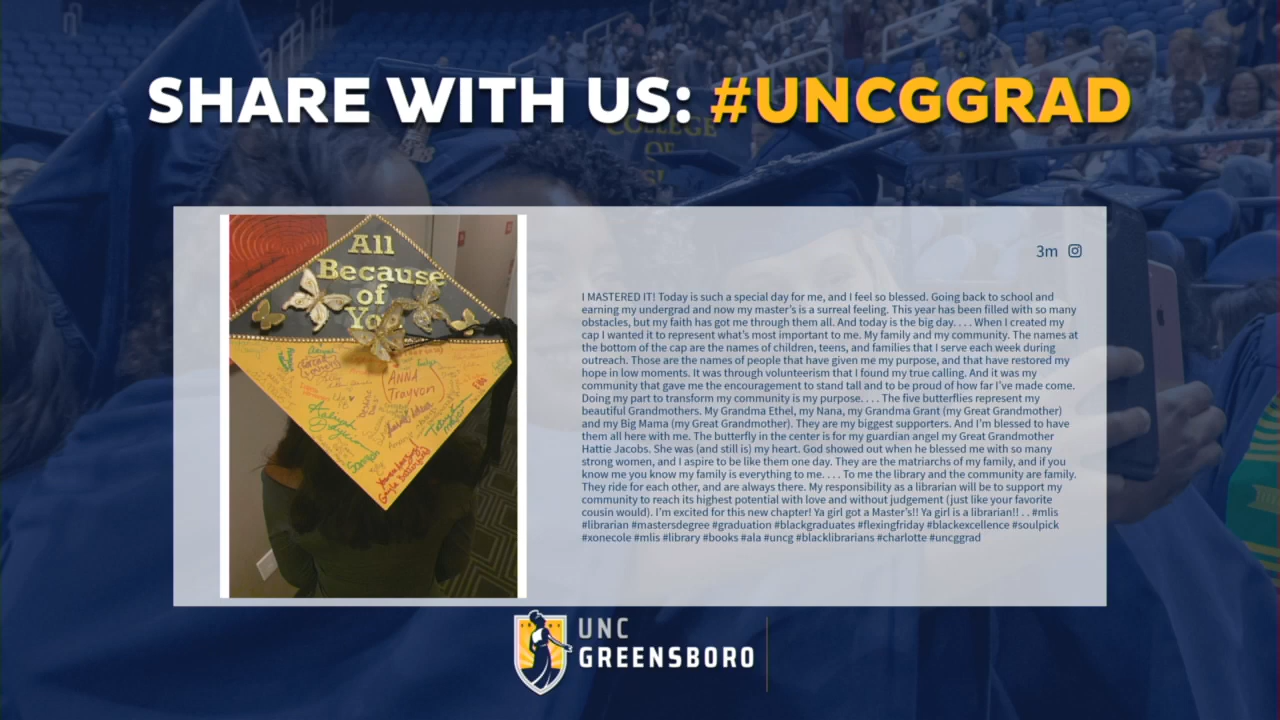 SHARE WITH US: #UNCGGRAD
COLLEGE
OF
All
Because
of
You
ANNA
Trayvon
3m
I MASTERED IT! Today is such a special day for me, and I feel so blessed. Going back to school and
earning my undergrad and now my master's is a surreal feeling. This year has been filled with so many
obstacles, but my faith has got me through them all. And today is the big day. . . . When I created my
cap I wanted it to represent what's most important to me. My family and my community. The names at
the bottom of the cap are the names of children, teens, and families that I serve each week during
outreach. Those are the names of people that have given me my purpose, and that have restored my
hope in low moments. It was through volunteerism that I found my true calling. And it was my
community that gave me the encouragement to stand tall and to be proud of how far I've made come.
Doing my part to transform my community is my purpose. . . . The five butterflies represent my
beautiful Grandmothers. My Grandma Ethel, my Nana, my Grandma Grant (my Great Grandmother)
and my Big Mama (my Great Grandmother). They are my biggest supporters. And I'm blessed to have
them all here with me. The butterfly in the center is for my guardian angel my Great Grandmother
Hattie Jacobs. She was (and still is) my heart. God showed out when he blessed me with so many
strong women, and I aspire to be like them one day. They are the matriarchs of my family, and if you
know me you know my family is everything to me. . . . To me the library and the community are family.
They ride for each other, and are always there. My responsibility as a librarian will be to support my
community to reach its highest potential with love and without judgement (just like your favorite
cousin would). I'm excited for this new chapter! Ya girl got a Master's!! Ya girl is a librarian!! . . #mlis
#librarian #mastersdegree #graduation #blackgraduates #flexingfriday #blackexcellence #soulpick
#xonecole #mlis #library #books #ala #uncg #blacklibrarians #charlotte #uncggrad
UNC
GREENSBORO